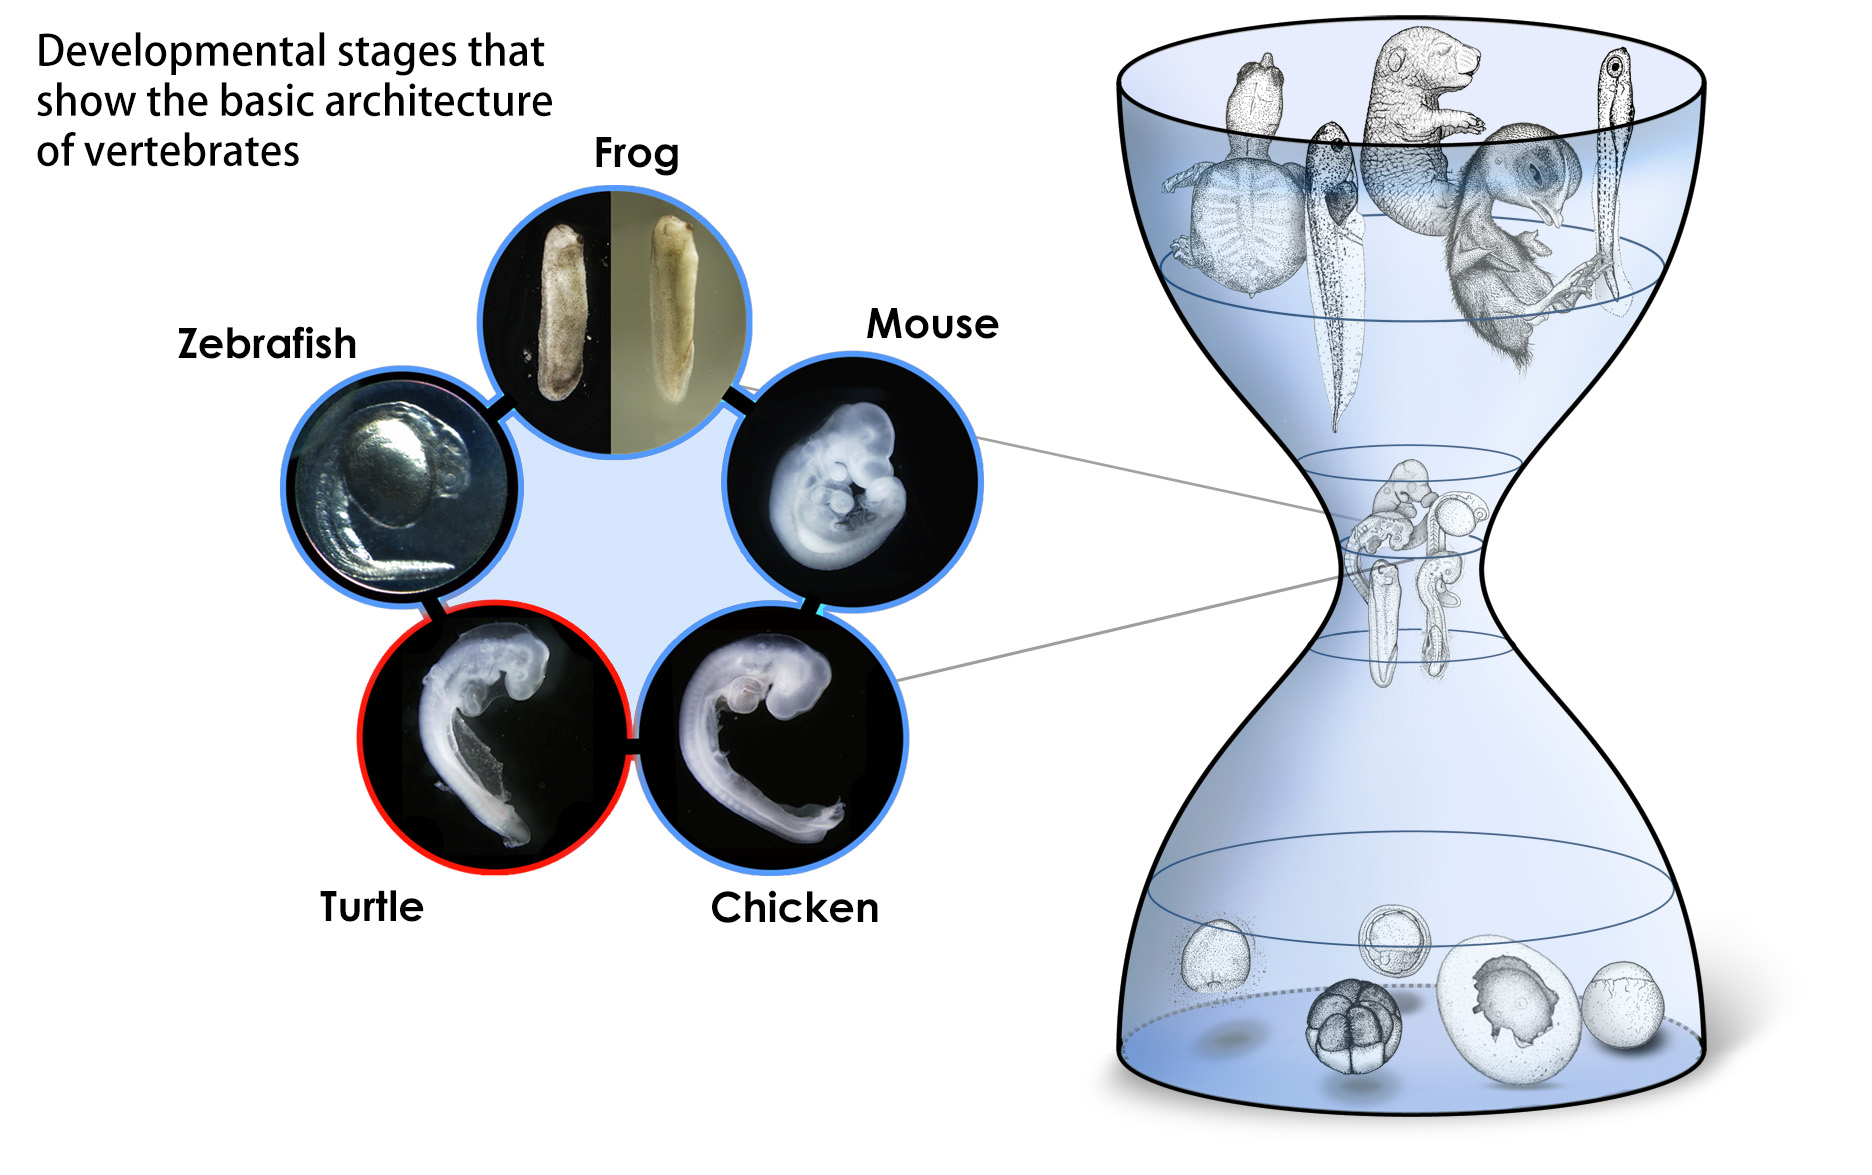 Developmental stages that
show the basic architecture
of vertebrates
Frog
Mouse
Zebrafish
Turtle
Chicken